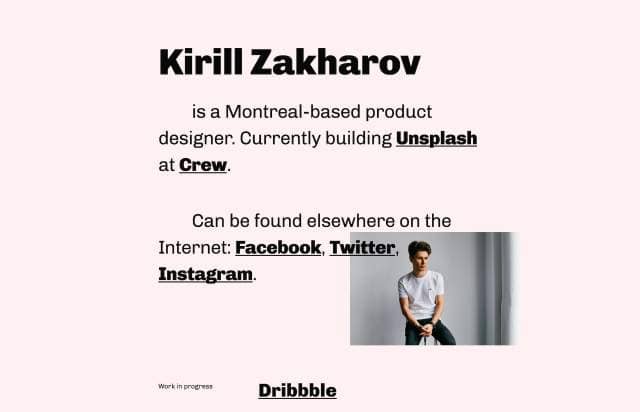 Kirill Zakharov
is a Montreal-based product
designer. Currently building Unsplash
at Crew.
Can be found elsewhere on the
Internet: Facebook, Twitter,
Instagram.
Work in progress
Dribbble